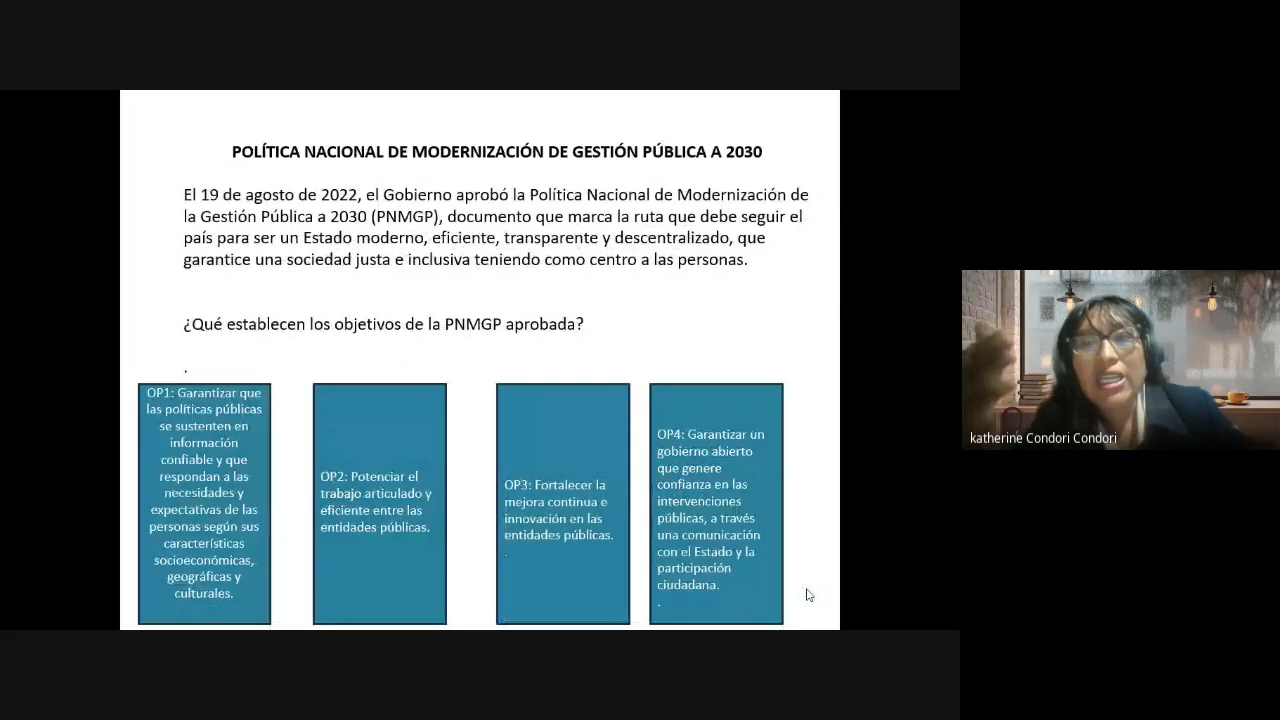 POLÍTICA NACIONAL DE MODERNIZACIÓN DE GESTIÓN PÚBLICA A 2030
El 19 de agosto de 2022, el Gobierno aprobó la Política Nacional de Modernización de
la Gestión Pública a 2030 (PNMGP), documento que marca la ruta que debe seguir el
país para ser un Estado moderno, eficiente, transparente y descentralizado, que
garantice una sociedad justa e inclusiva teniendo como centro a las personas.
¿Qué establecen los objetivos de la PNMGP aprobada?
.
OP1: Garantizar que
las políticas públicas
se sustenten en
información
confiable y que
respondan a las
necesidades y
expectativas de las
personas según sus
características
socioeconómicas,
geográficas y
culturales.
OP2: Potenciar el
trabajo articulado y
eficiente entre las
entidades públicas.
OP3: Fortalecer la
mejora continua e
innovación en las
entidades públicas.
.
OP4: Garantizar un
gobierno abierto
que genere
confianza en las
intervenciones
públicas, a través
una comunicación
con el Estado y la
participación
ciudadana.
.
katherine Condori Condori